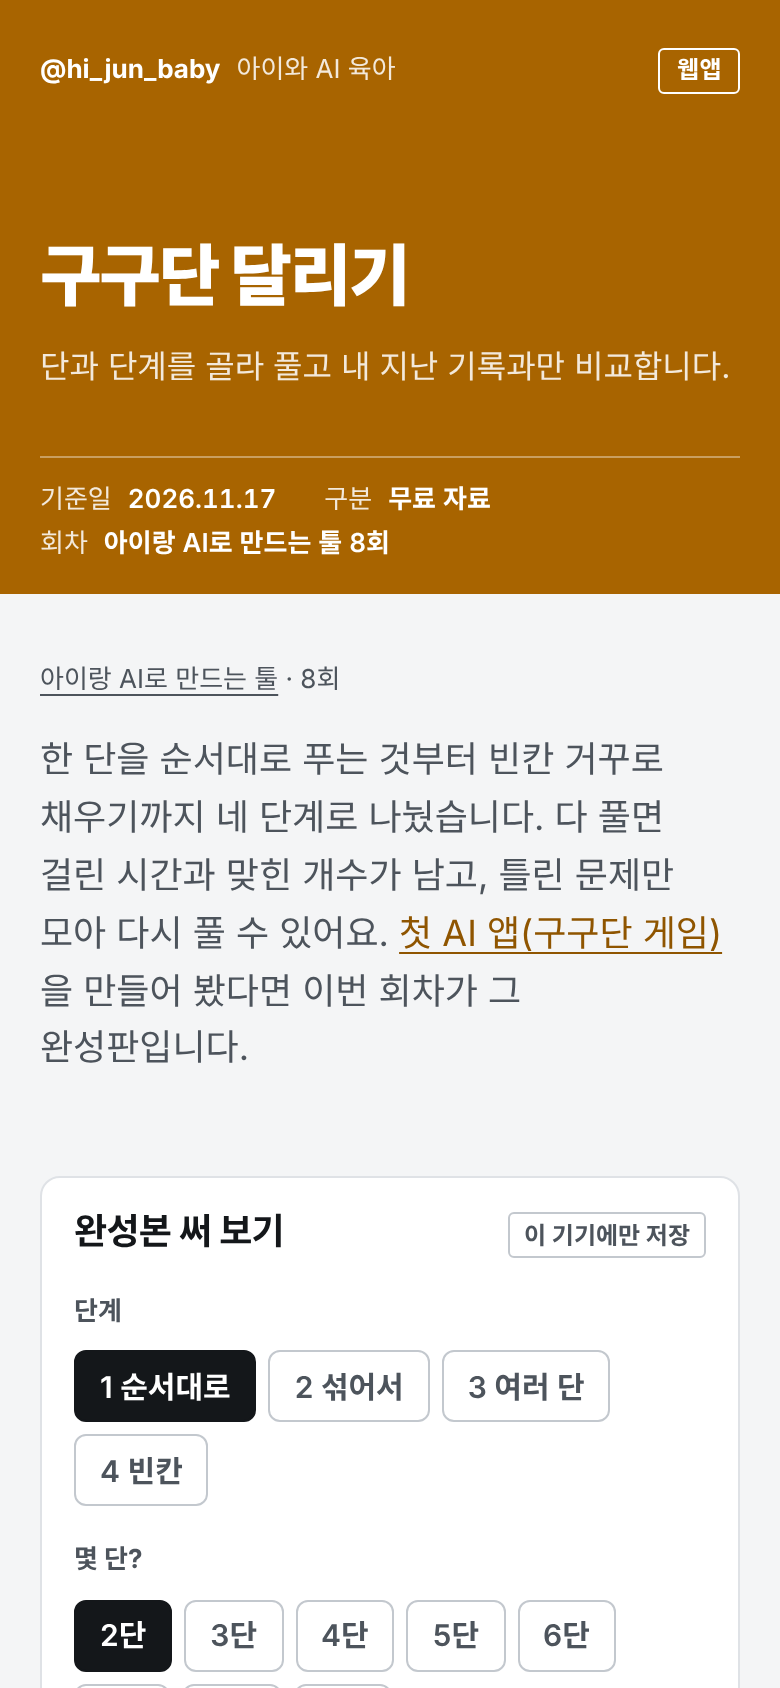 @hi_jun_baby 아이와 AI 육아
웹앱
구구단 달리기
단과 단계를 골라 풀고 내 지난 기록과만 비교합니다.
기준일 2026.11.17 구분 무료 자료
회차 아이랑 AI로 만드는 툴 8회
아이랑 AI로 만드는 툴 · 8회
한 단을 순서대로 푸는 것부터 빈칸 거꾸로
채우기까지 네 단계로 나눴습니다. 다 풀면
걸린 시간과 맞힌 개수가 남고, 틀린 문제만
모아 다시 풀 수 있어요. 첫 AI 앱(구구단 게임)
을 만들어 봤다면 이번 회차가 그
완성판입니다.
완성본 써 보기
이 기기에만 저장
단계
1 순서대로 2 섞어서 3 여러 단
4 빈칸
몇 단?
2단 3단 4단 5단 6단